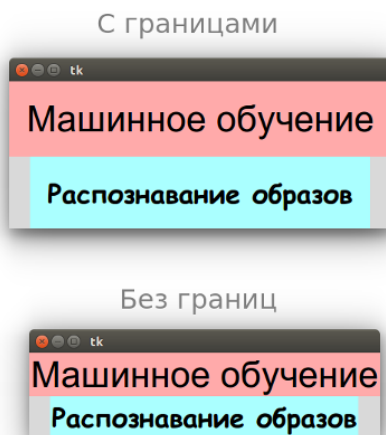 С границами
tk
Машинное обучение
Распознавание образов
Без границ
tk
Машинное обучение
Распознавание образов